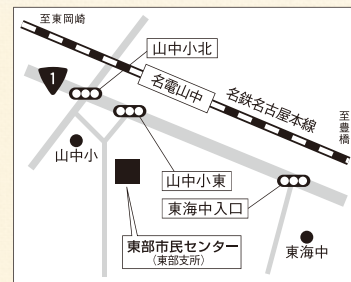 至東岡崎
山中小北
1
名電山中
名鉄名古屋本線
至豊橋
山中小
山中小東
東海中入口
東部市民センター
（東部支所）
東海中